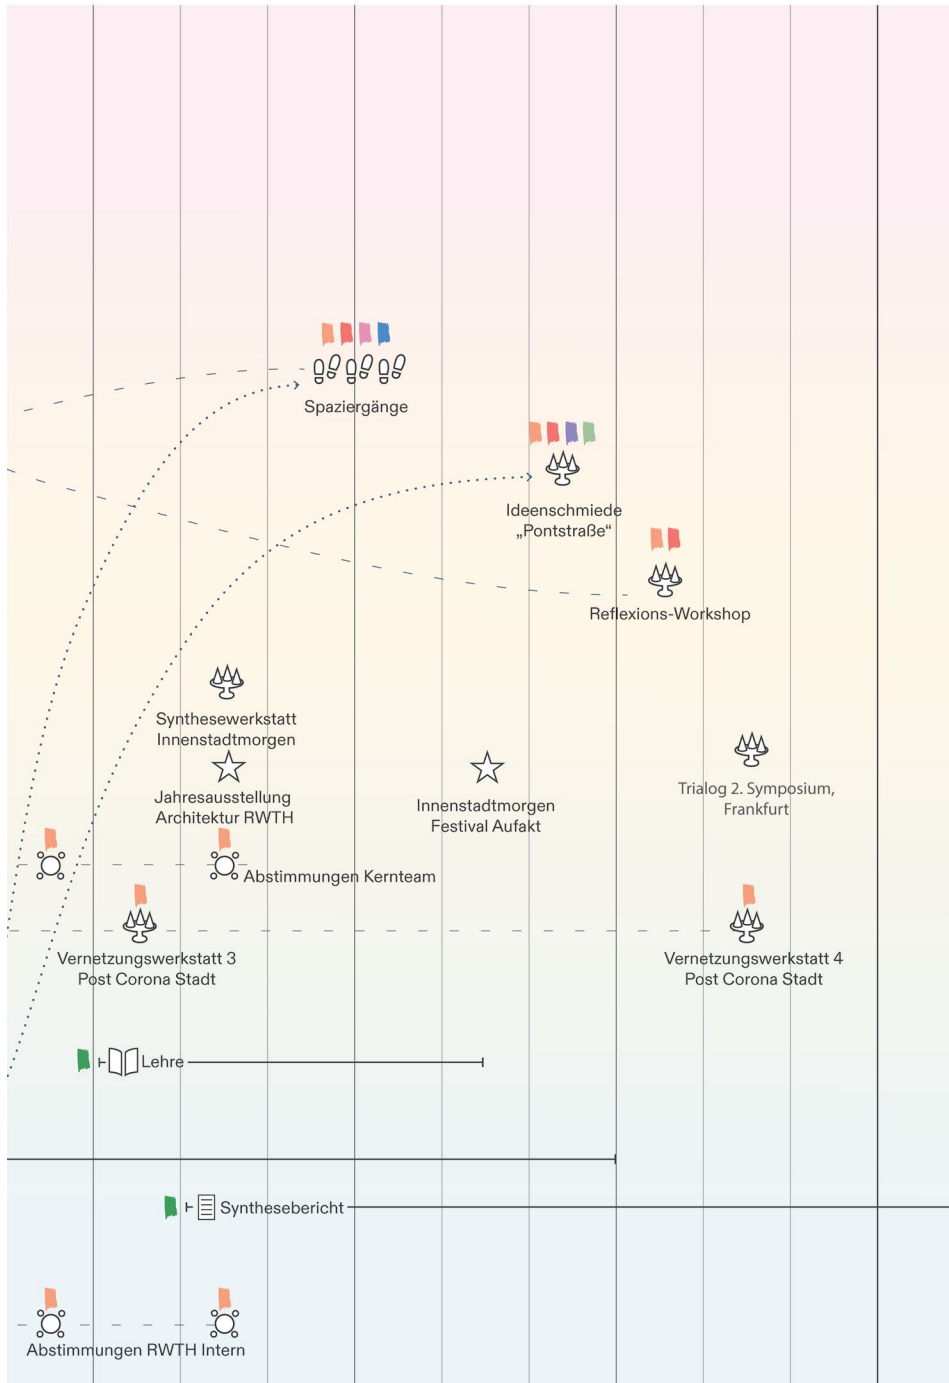 Spaziergänge
Ideenschmiede
„Pontstraße“
Reflexions-Workshop
Synthesewerkstatt
Innenstadtmorgen
Jahresausstellung
Architektur RWTH
Innenstadtmorgen
Festival Aufakt
Trialog 2. Symposium,
Frankfurt
Abstimmungen Kernteam
Vernetzungswerkstatt 3
Post Corona Stadt
Vernetzungswerkstatt 4
Post Corona Stadt
Lehre
Synthesebericht
Abstimmungen RWTH Intern